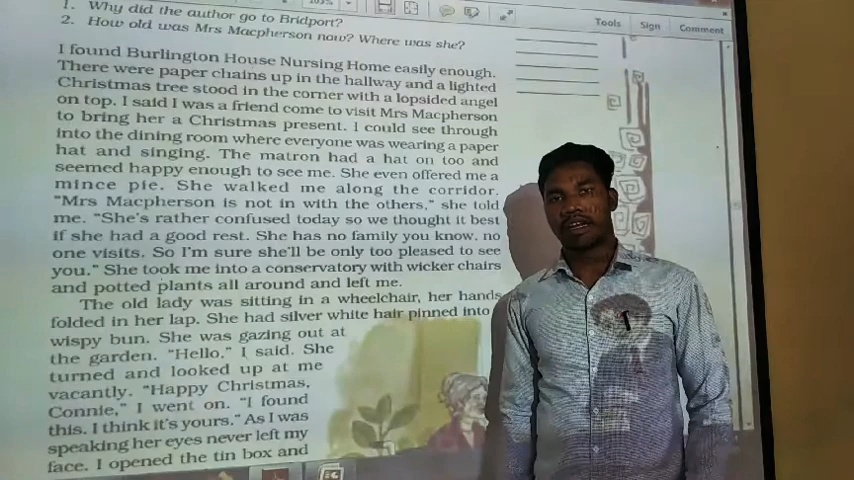 1. Why did the author go to Bridport?
2. How old was Mrs Macpherson now? Where was she?
Tools Sign Comment
I found Burlington House Nursing Home easily enough.
There were paper chains up in the hallway and a lighted
Christmas tree stood in the corner with a lopsided angel
on top. I said I was a friend come to visit Mrs Macpherson
to bring her a Christmas present. I could see through
into the dining room where everyone was wearing a paper
hat and singing. The matron had a hat on too and
seemed happy enough to see me. She even offered me a
mince pie. She walked me along the corridor.
"Mrs Macpherson is not in with the others," she told
me. "She's rather confused today so we thought it best
if she had a good rest. She has no family you know, no
one visits. So I'm sure she'll be only too pleased to see
you." She took me into a conservatory with wicker chairs
and potted plants all around and left me.
The old lady was sitting in a wheelchair, her hands
folded in her lap. She had silver white hair pinned into
wispy bun. She was gazing out at
the garden. "Hello," I said. She
turned and looked up at me
vacantly. "Happy Christmas,
Connie," I went on. "I found
this. I think it's yours." As I was
speaking her eyes never left my
face. I opened the tin box and